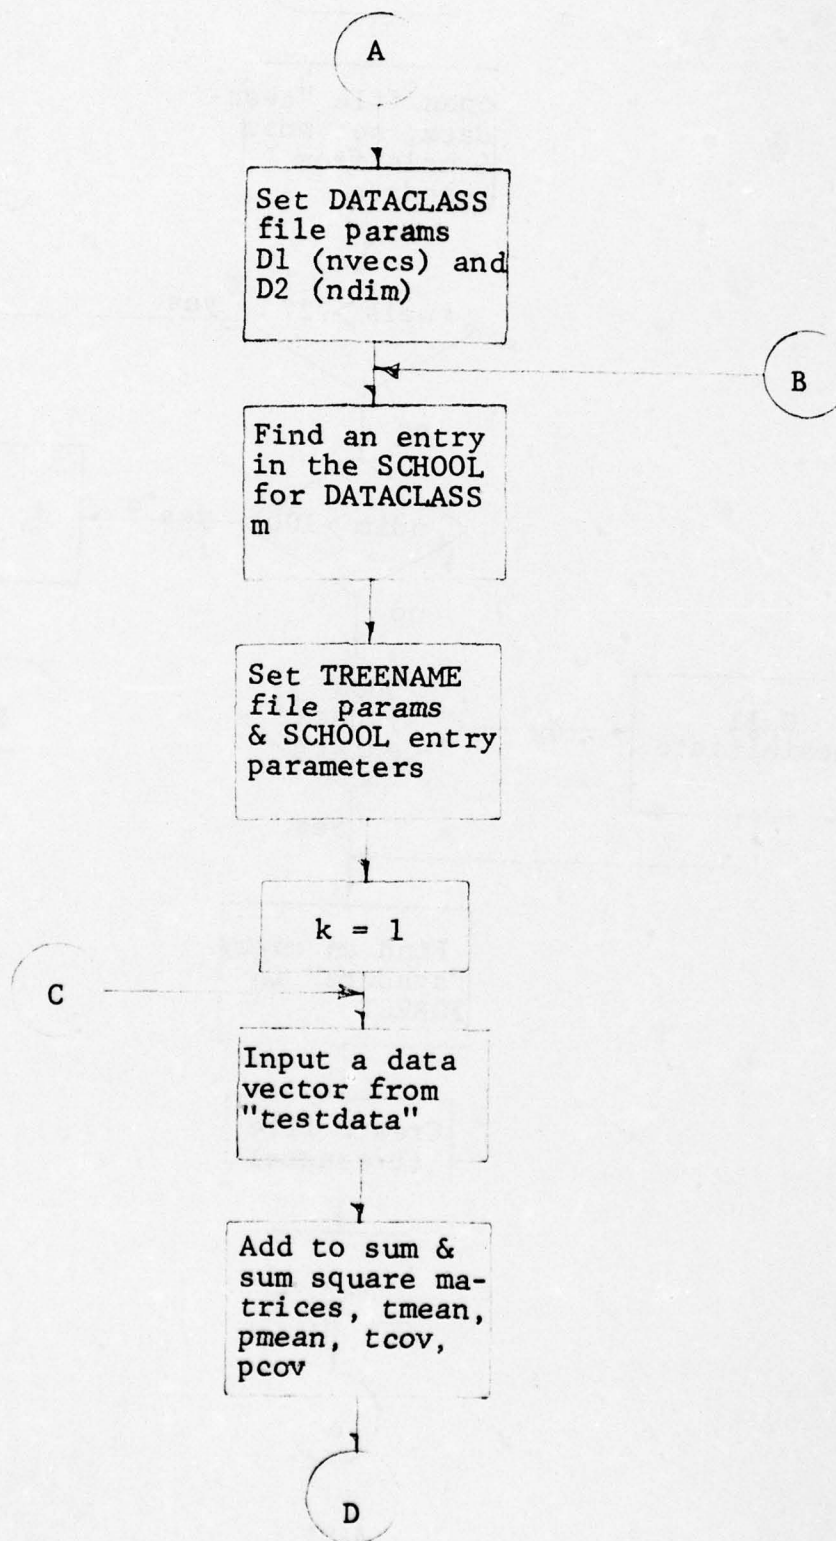 A
Set DATACLASS
file params
D1 (nvecs) and
D2 (ndim)
B
Find an entry
in the SCHOOL
for DATACLASS
m
Set TREENAME
file params
& SCHOOL entry
parameters
k = 1
C
Input a data
vector from
"testdata"
Add to sum &
sum square ma-
trices, tmean,
pmean, tcov,
pcov
D